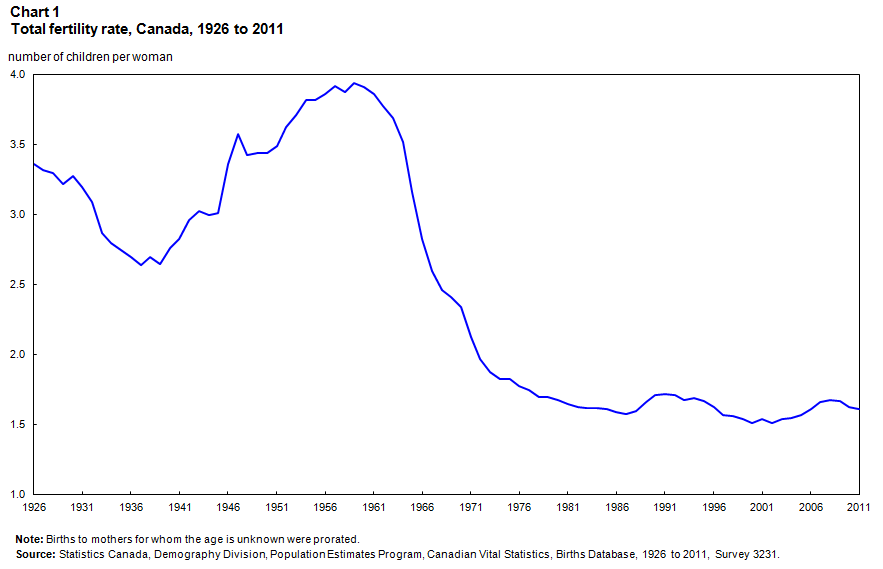 Chart 1
Total fertility rate, Canada, 1926 to 2011
number of children per woman
4.0
3.5
3.0
2.5
2.0
1.5
1.0
1926 1931 1936 1941 1946 1951 1956 1961 1966 1971 1976 1981 1986 1991 1996 2001 2006 2011
Note: Births to mothers for whom the age is unknown were prorated.
Source: Statistics Canada, Demography Division, Population Estimates Program, Canadian Vital Statistics, Births Database, 1926 to 2011, Survey 3231.